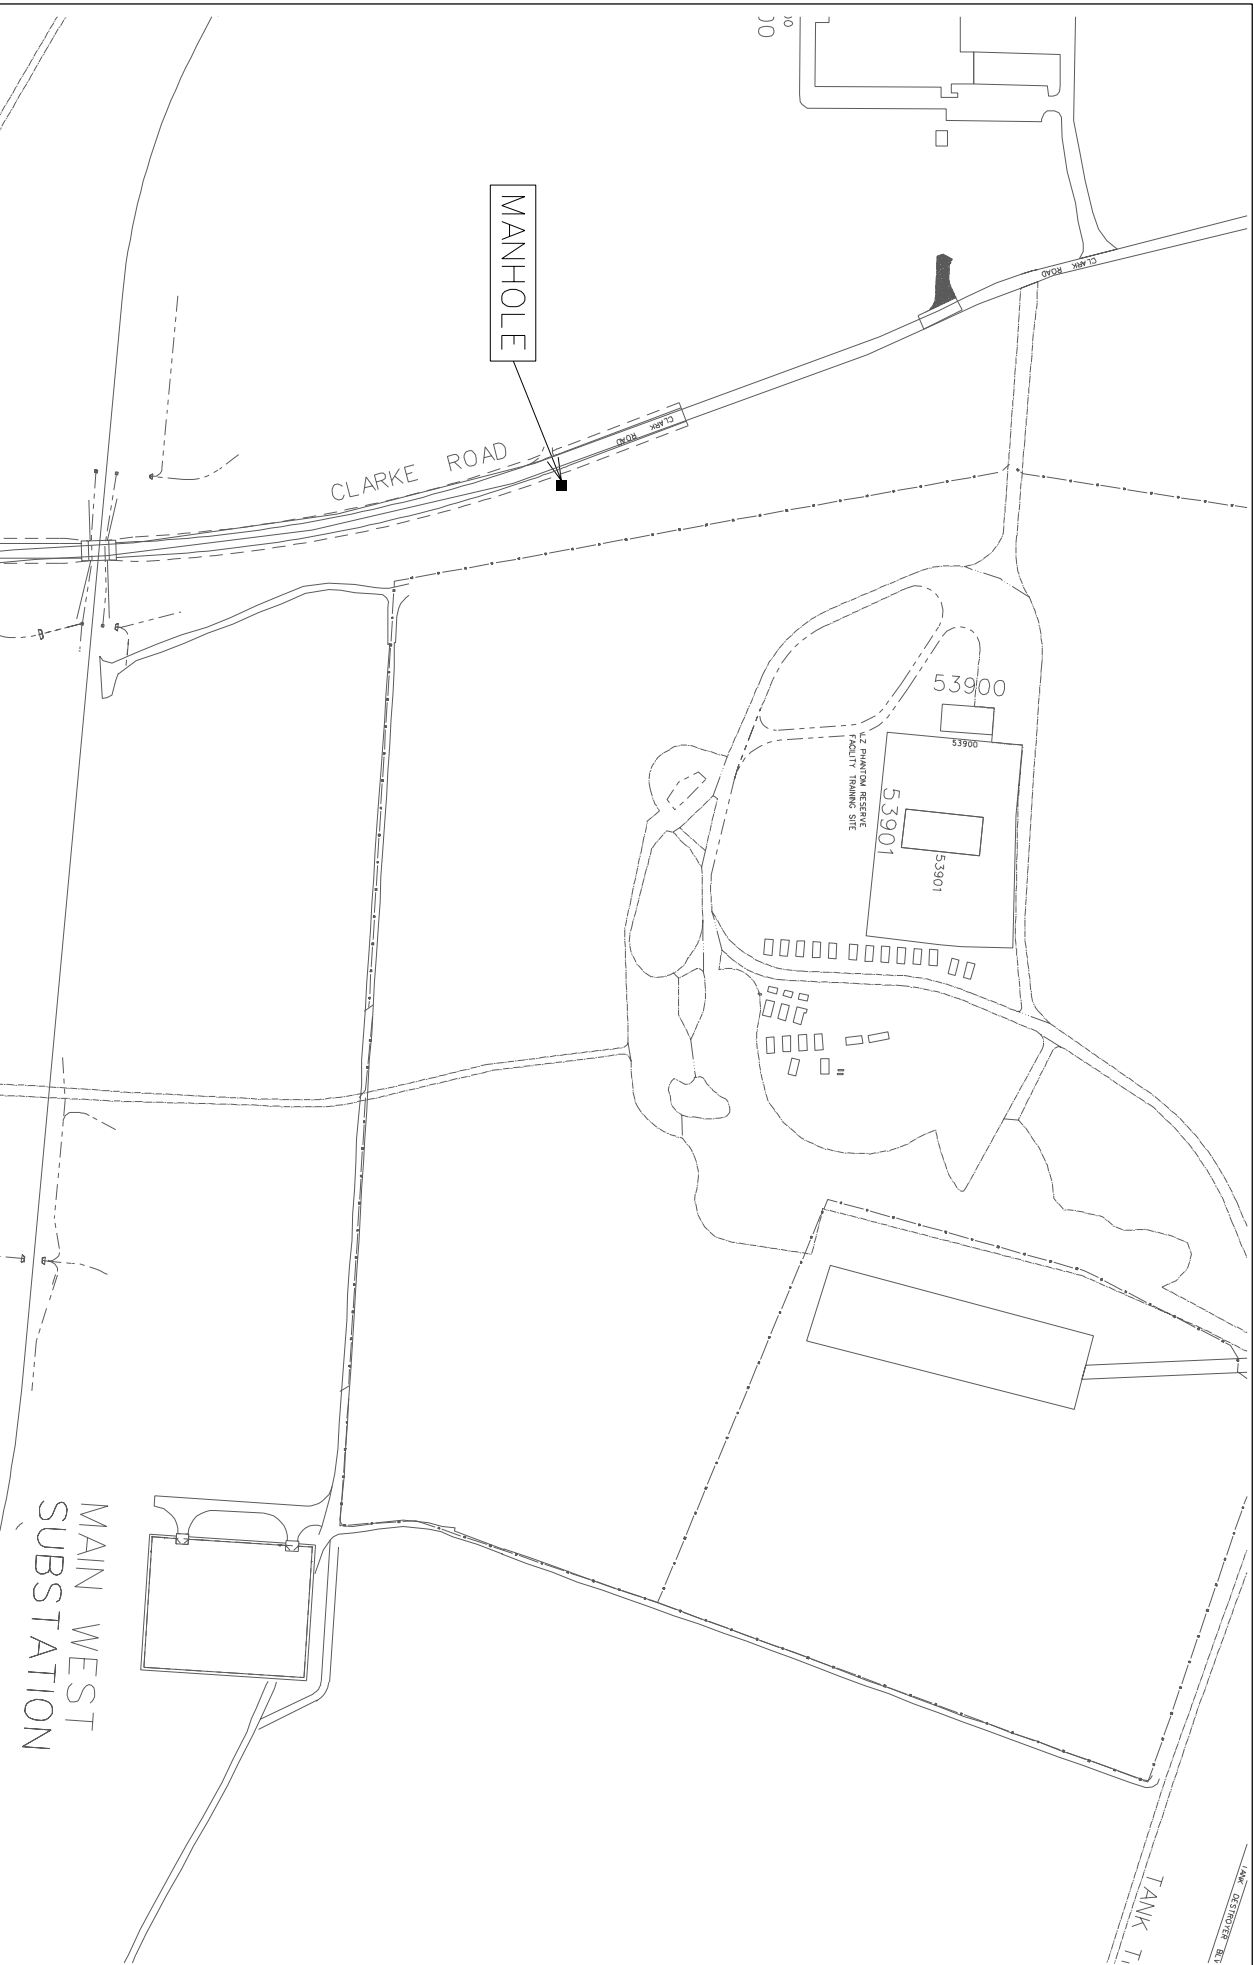 MANHOLE
CLARK ROAD
CLARK ROAD
CLARKE ROAD
53900
53900
LZ PHANTOM RESERVE
FACILITY TRAINING SITE
53901
53901
MAIN WEST
SUBSTATION
TANK
TANK DESTROYER